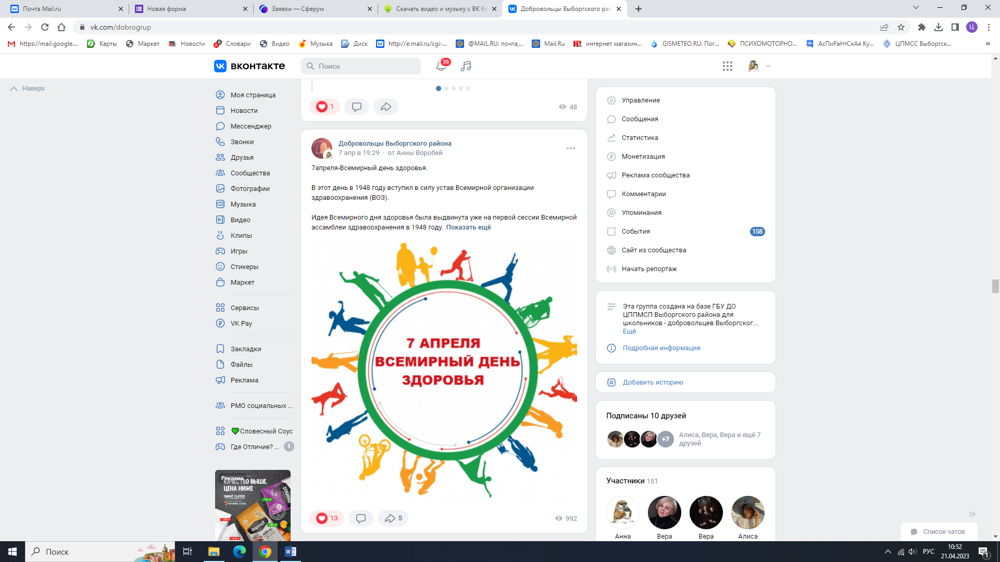 Почта Mail.ru
Новая форма
Заявки — Сферум
Скачать видео и музыку с ВК бе
Добровольцы Выборгского рай
vk.com/dobrogrup
https://mail.google....
Карты
Маркет
Новости
Словари
Видео
Музыка
Диск
http://e.mail.ru/cgi-...
@MAIL.RU: почта,...
Mail.Ru
интернет магазин...
GISMETEO.RU: Пог...
ПСИХОМОТОРНО...
АсПиРаНтСкАя Ку...
ЦПМСС Выборгск...
»
вконтакте
Поиск
35
Наверх
Моя страница
Новости
Мессенджер
Звонки
Друзья
Сообщества
Фотографии
Музыка
Видео
Клипы
Игры
Стикеры
Маркет
Сервисы
VK Pay
Закладки
Файлы
Реклама
РМО социальных ...
Словесный Соус
Где Отличие? ...
1
Реклама
КАЧЕСТВО ВЫШЕ,
ЦЕНА НИЖЕ
OWNAT CLASSIC
799 ₽
1 299 ₽
749 ₽
1 499 ₽
ownat
ownat
1
48
Добровольцы Выборгского района
7 апр в 19:29 · от Анны Воробей
7апреля-Всемирный день здоровья.
В этот день в 1948 году вступил в силу устав Всемирной организации
здравоохранения (ВОЗ).
Идея Всемирного дня здоровья была выдвинута уже на первой сессии Всемирной
ассамблеи здравоохранения в 1948 году. Показать ещё
7 АПРЕЛЯ
ВСЕМИРНЫЙ ДЕНЬ
ЗДОРОВЬЯ
13
5
992
Управление
Сообщения
Статистика
Монетизация
Реклама сообщества
Комментарии
Упоминания
События
158
Сайт из сообщества
Начать репортаж
Эта группа создана на базе ГБУ ДО
ЦППМСП Выборгского района для
школьников - добровольцев Выборгског...
Ещё
Подробная информация
Добавить историю
Подписаны 10 друзей
+7
Алиса, Вера, Вера и ещё 7
друзей
Участники 151
Анна
Вера
Вера
Алиса
Список чатов
Поиск
РУС
10:52
21.04.2023
1